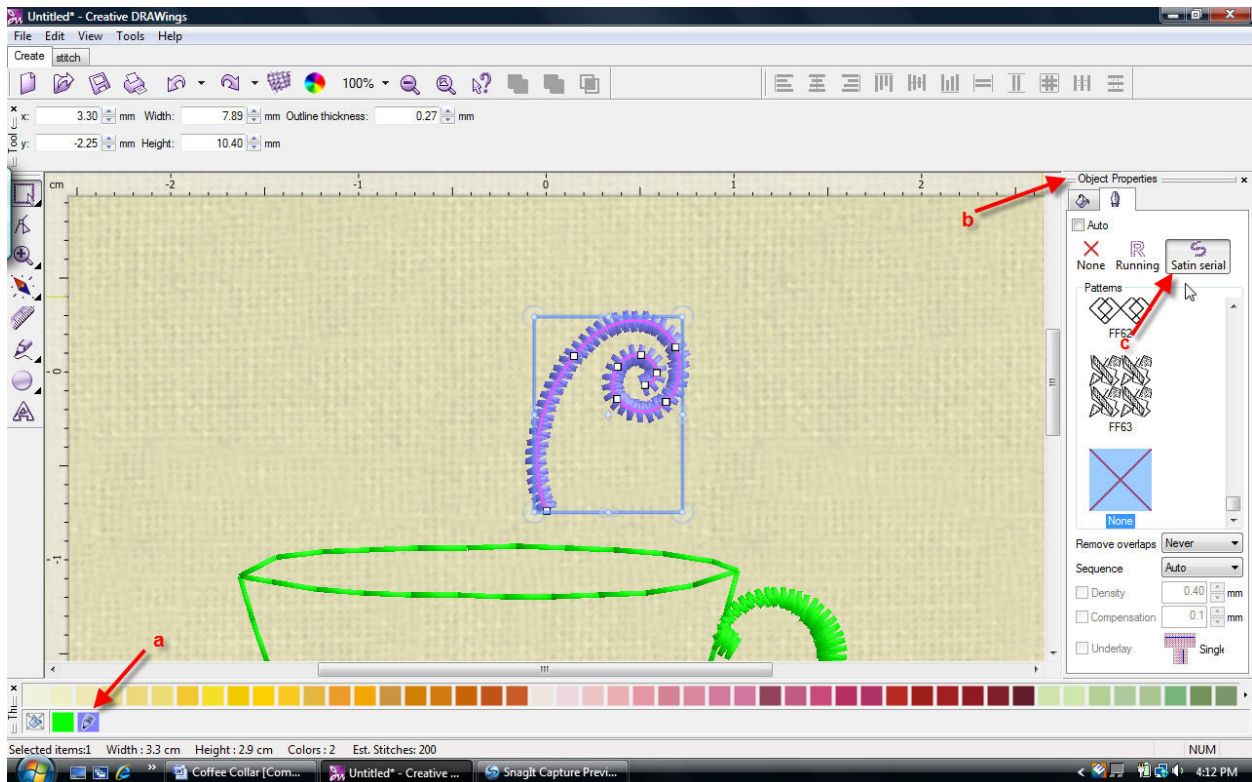 Untitled* - Creative DRAWings
File Edit View Tools Help
Create stitch
100%
x: 3.30 mm Width: 7.89 mm Outline thickness: 0.27 mm
y: -2.25 mm Height: 10.40 mm
Tool
cm -2 -1 0 1 2
Object Properties
b
Auto
None Running Satin serial
Patterns
FF62
c
FF63
None
0
-1
Remove overlaps Never
Sequence Auto
Density 0.40 mm
Compensation 0.1 mm
Underlay Single
a
Selected items:1 Width : 3.3 cm Height : 2.9 cm Colors : 2 Est. Stitches: 200 NUM
Coffee Collar [Com... Untitled* - Creative ... SnagIt Capture Previ... 4:12 PM